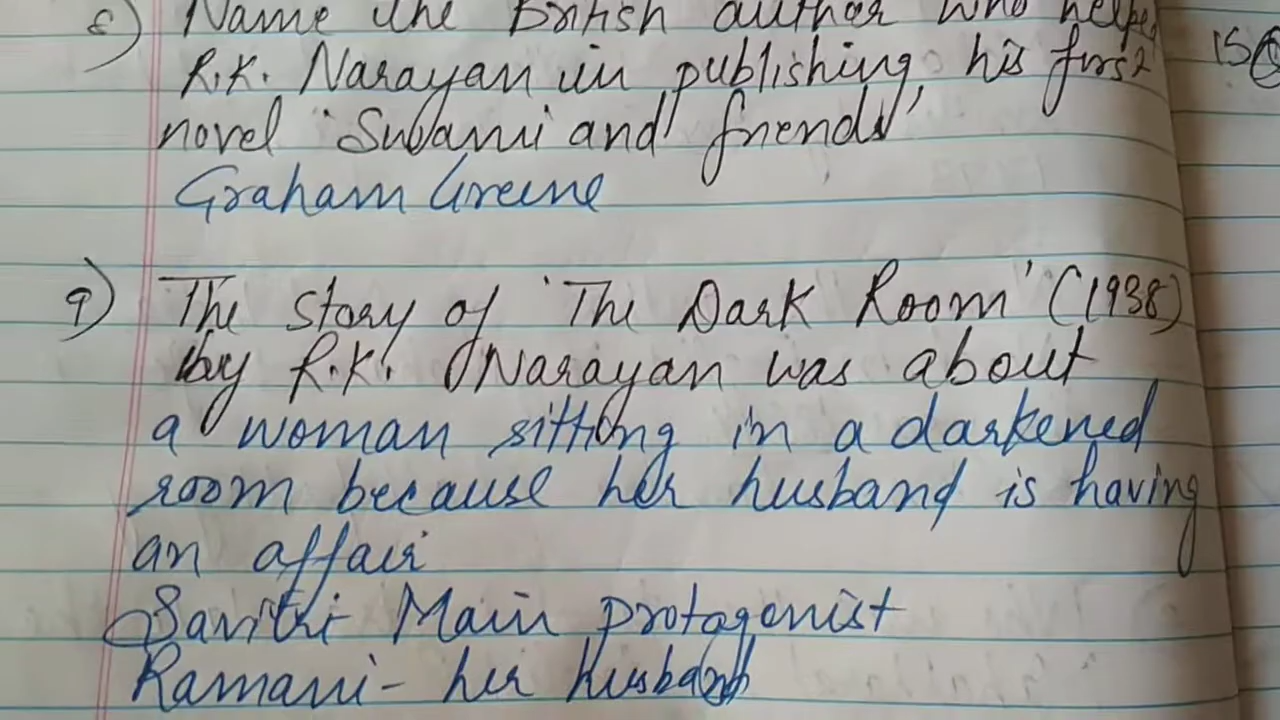 8) Name the British author who helped
R.K. Narayan in publishing his first
novel 'Swami and friends'
Graham Greene
9) The story of 'The Dark Room' (1938)
by R.K. Narayan was about
a woman sitting in a darkened
room because her husband is having
an affair
Savithri Main protagonist
Ramani - her husband
15